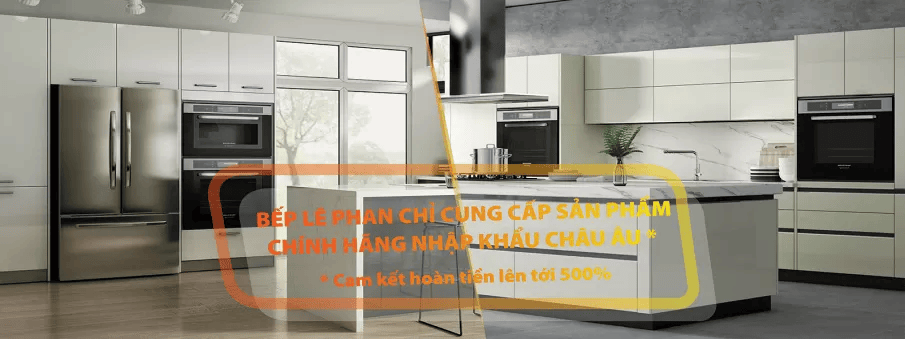 BẾP LÊ PHAN CHỈ CUNG CẤP SẢN PHẨM
CHÍNH HÃNG NHẬP KHẨU CHÂU ÂU *
* Cam kết hoàn tiền lên tới 500%